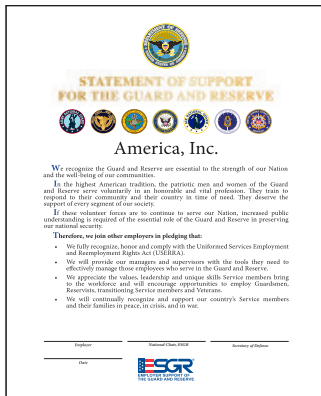 STATEMENT OF SUPPORT
FOR THE GUARD AND RESERVE
America, Inc.
We recognize the Guard and Reserve are essential to the strength of our Nation
and the well-being of our communities.
In the highest American tradition, the patriotic men and women of the Guard
and Reserve serve voluntarily in an honorable and vital profession. They train to
respond to their community and their country in time of need. They deserve the
support of every segment of our society.
If these volunteer forces are to continue to serve our Nation, increased public
understanding is required of the essential role of the Guard and Reserve in preserving
our national security.
Therefore, we join other employers in pledging that:
• We fully recognize, honor and comply with the Uniformed Services Employment
and Reemployment Rights Act (USERRA).
• We will provide our managers and supervisors with the tools they need to
effectively manage those employees who serve in the Guard and Reserve.
• We appreciate the values, leadership and unique skills Service members bring
to the workforce and will encourage opportunities to employ Guardsmen,
Reservists, transitioning Service members and Veterans.
• We will continually recognize and support our country's Service members
and their families in peace, in crisis, and in war.
Employer
National Chair, ESGR
Secretary of Defense
Date
ESGR
EMPLOYER SUPPORT OF
THE GUARD AND RESERVE